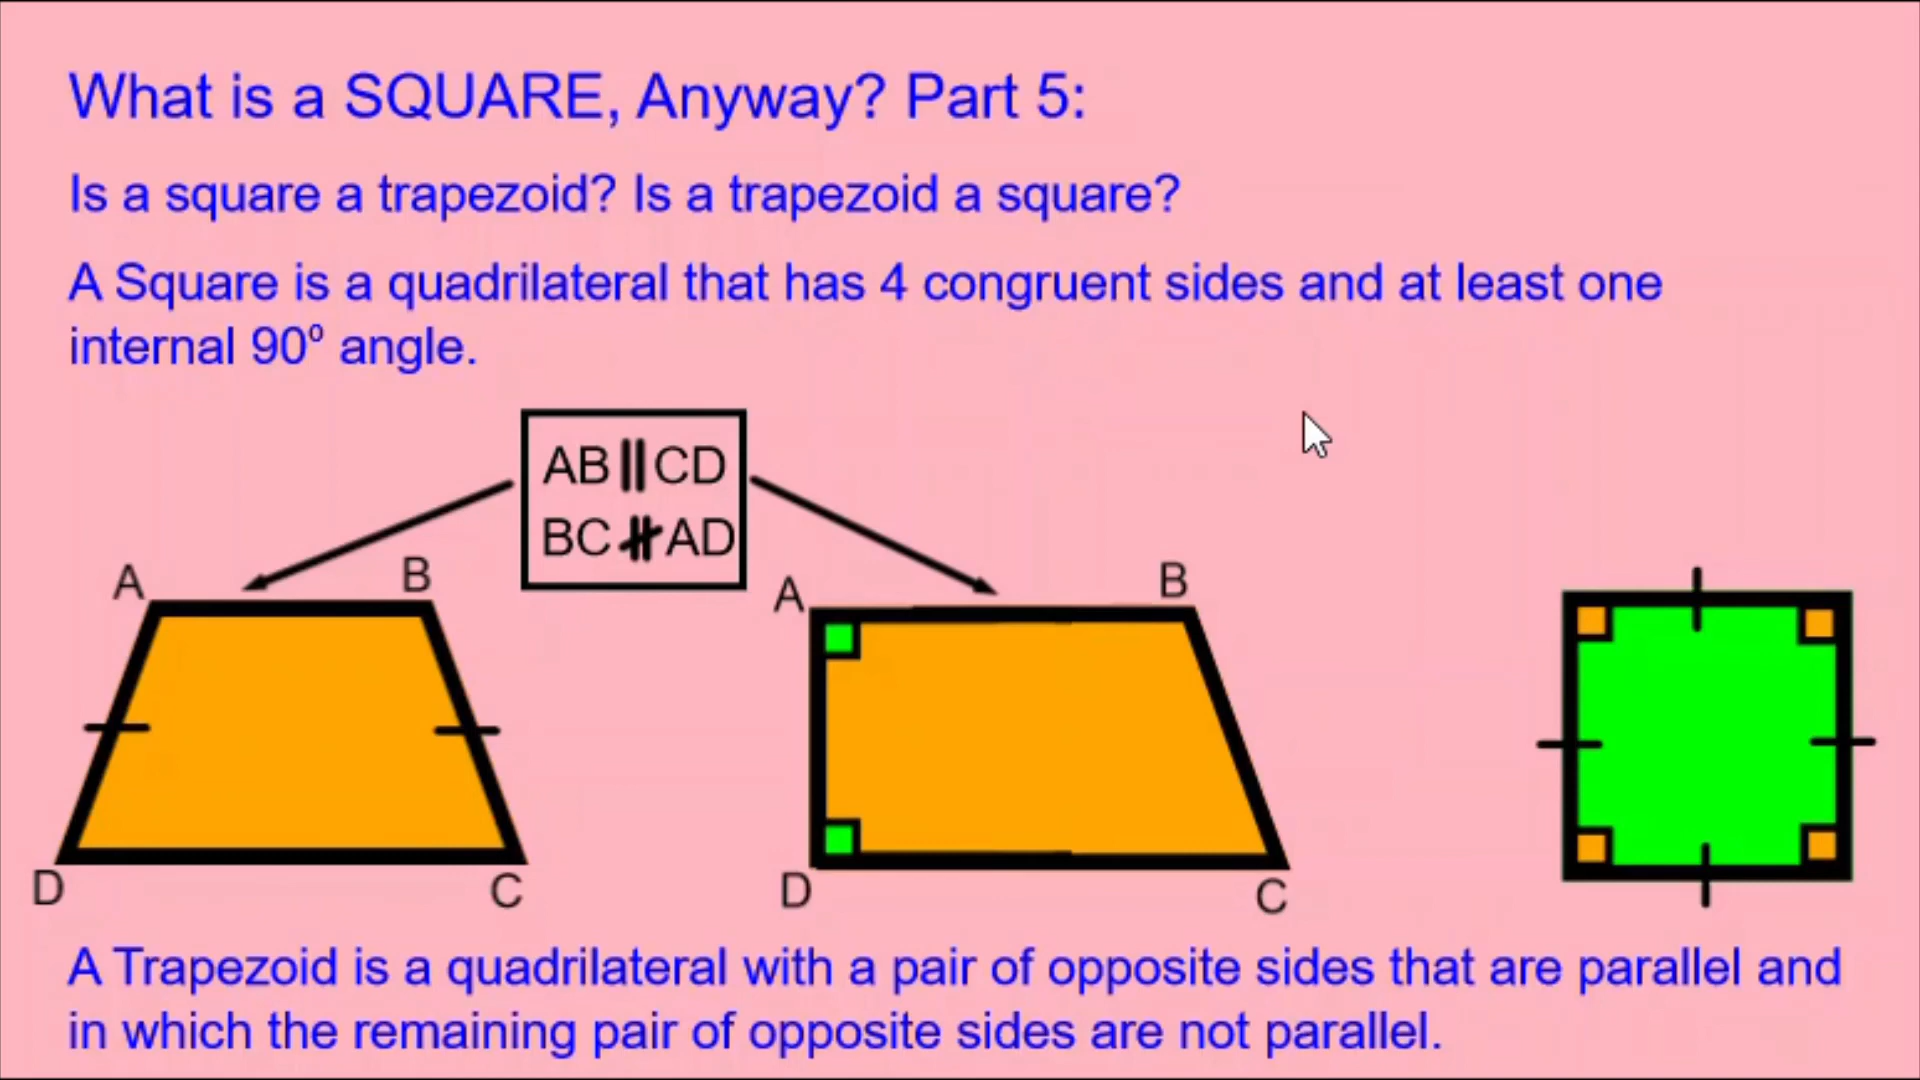 What is a SQUARE, Anyway? Part 5:
Is a square a trapezoid? Is a trapezoid a square?
A Square is a quadrilateral that has 4 congruent sides and at least one
internal 90⁰ angle.
AB∥CD
BC∦AD
A
B
A
B
D
C
D
C
A Trapezoid is a quadrilateral with a pair of opposite sides that are parallel and
in which the remaining pair of opposite sides are not parallel.